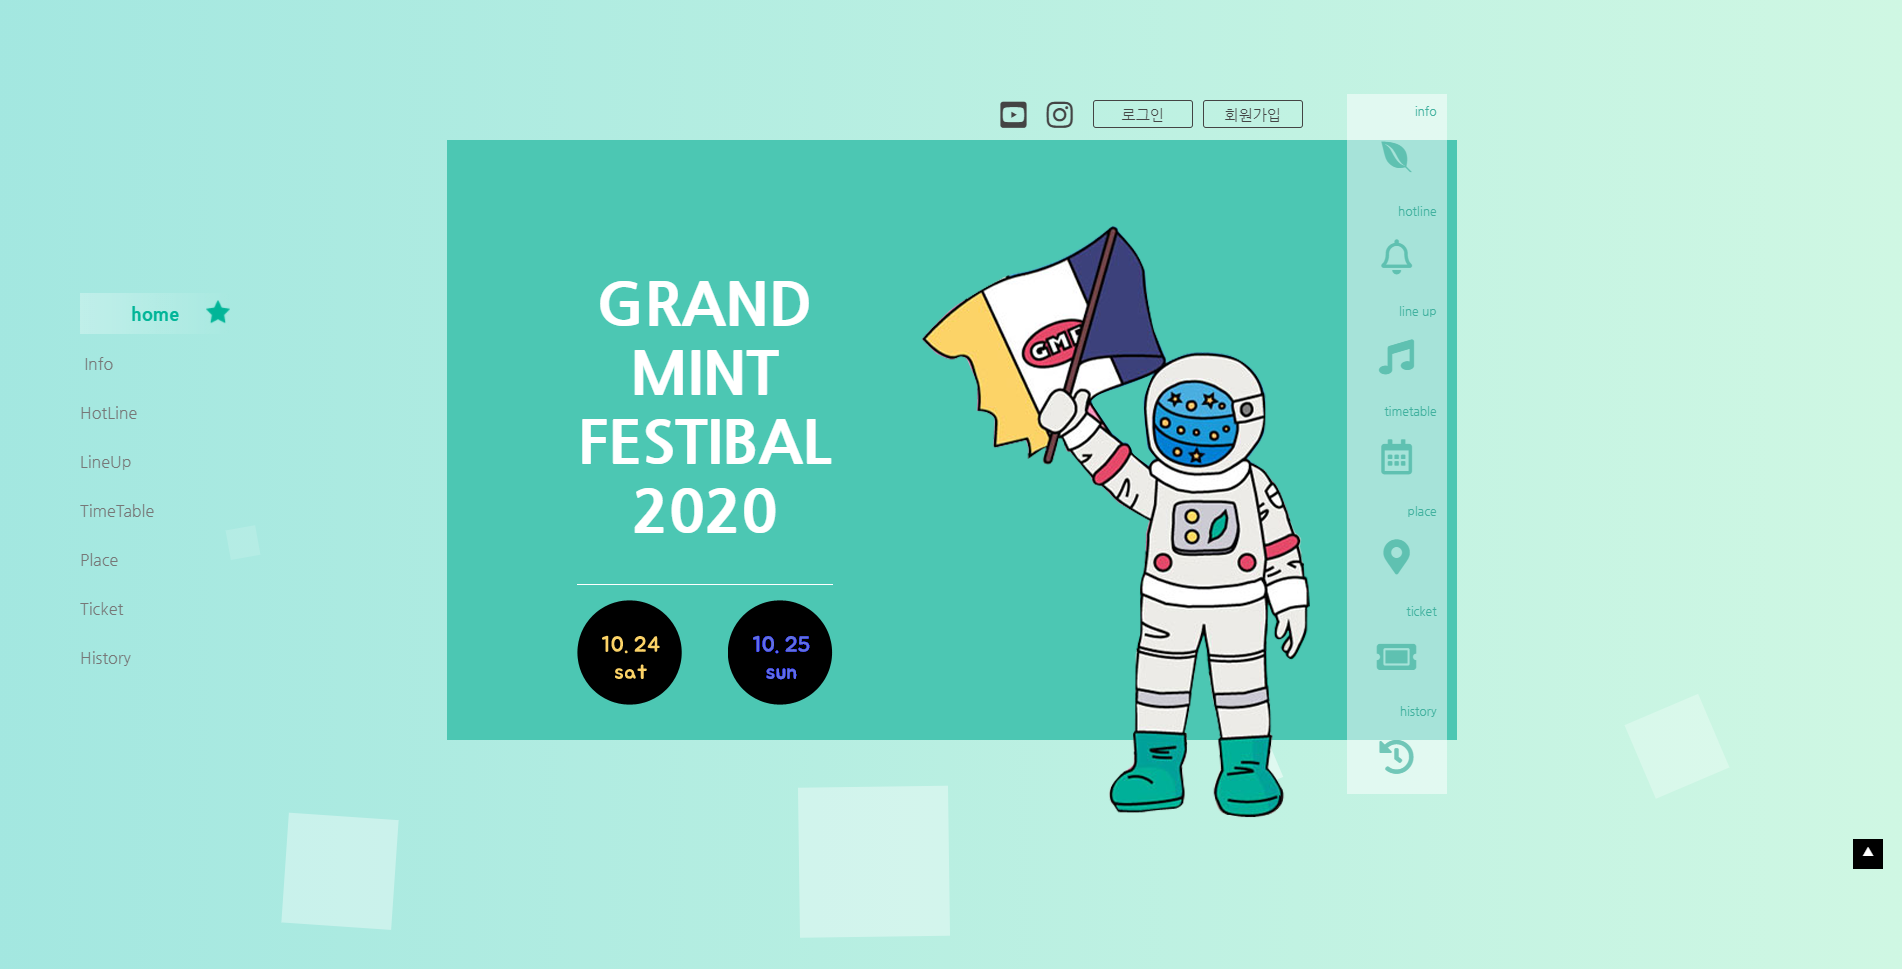 로그인
회원가입
home
Info
HotLine
LineUp
TimeTable
Place
Ticket
History
GRAND
MINT
FESTIBAL
2020
10. 24
sat
10. 25
sun
GMF
info
hotline
line up
timetable
place
ticket
history